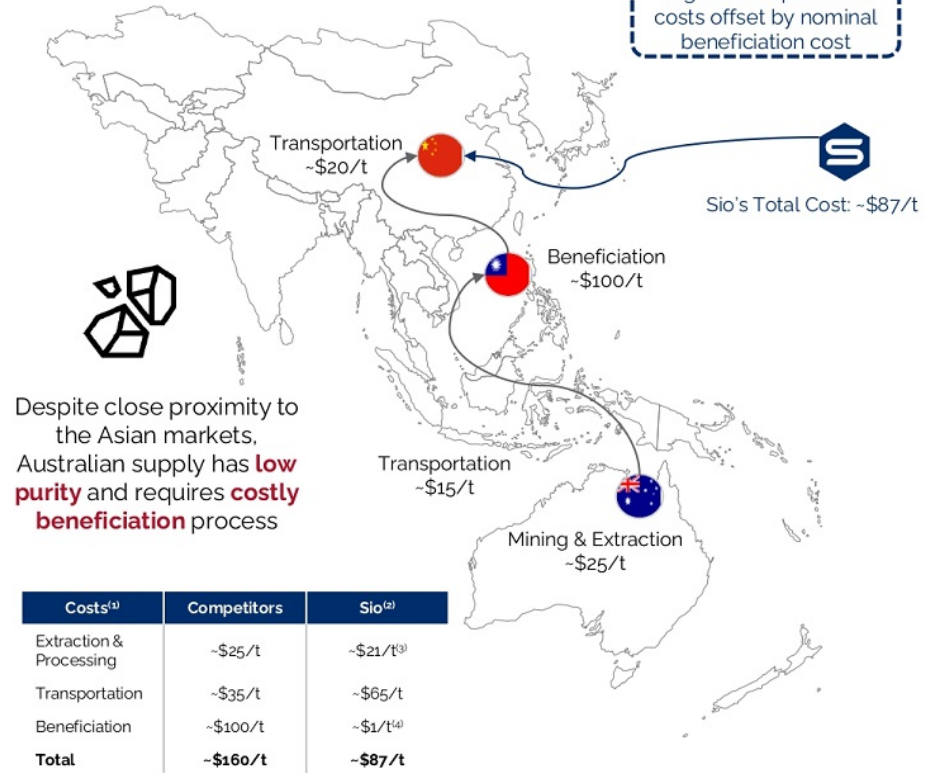 costs offset by nominal
beneficiation cost
Transportation
~$20/t
Sio's Total Cost: ~$87/t
Beneficiation
~$100/t
Despite close proximity to
the Asian markets,
Australian supply has low
purity and requires costly
beneficiation process
Transportation
~$15/t
Mining & Extraction
~$25/t
Costs(1) Competitors Sio(2)
Extraction &
Processing ~$25/t ~$21/t(3)
Transportation ~$35/t ~$65/t
Beneficiation ~$100/t ~$1/t(4)
Total ~$160/t ~$87/t